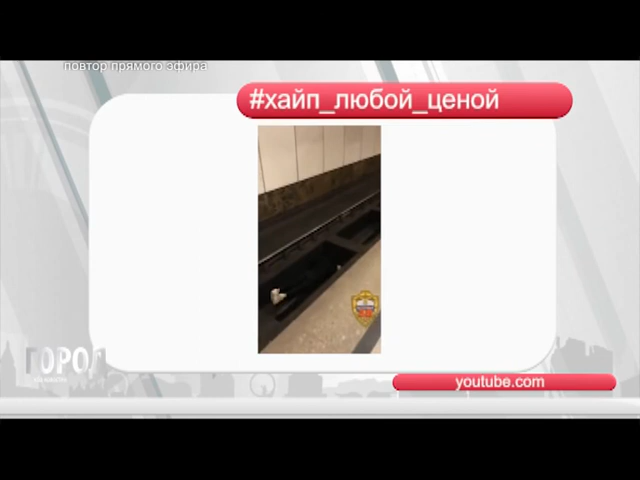 повтор прямого эфира
#хайп_любой_ценой
ГОРОД
youtube.com